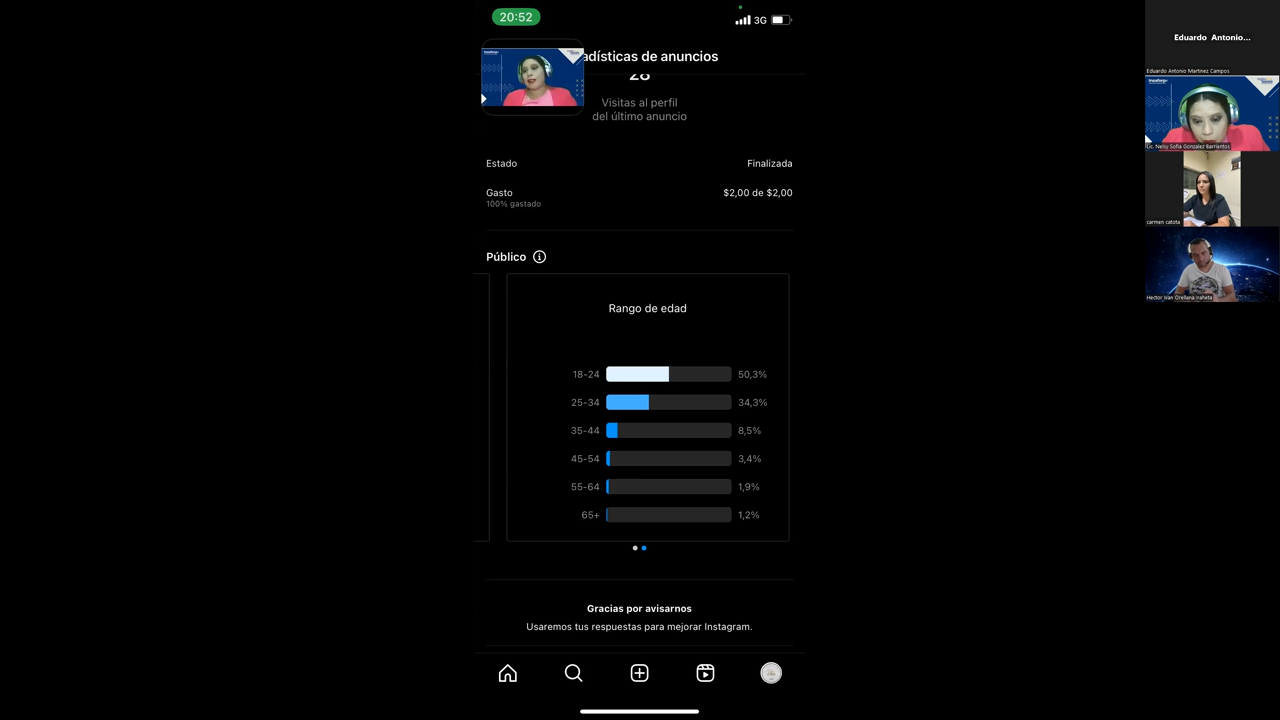 20:52
3G
adísticas de anuncios
28
Visitas al perfil
del último anuncio
Estado
Finalizada
Gasto
$2,00 de $2,00
100% gastado
Público
Rango de edad
18-24 50,3%
25-34 34,3%
35-44 8,5%
45-54 3,4%
55-64 1,9%
65+ 1,2%
Gracias por avisarnos
Usaremos tus respuestas para mejorar Instagram.
Eduardo Antonio...
Eduardo Antonio Martinez Campos
Lic. Nelsy Sofia Gonzalez Barrientos
carmen catota
Hector Ivan Orellana Iraheta